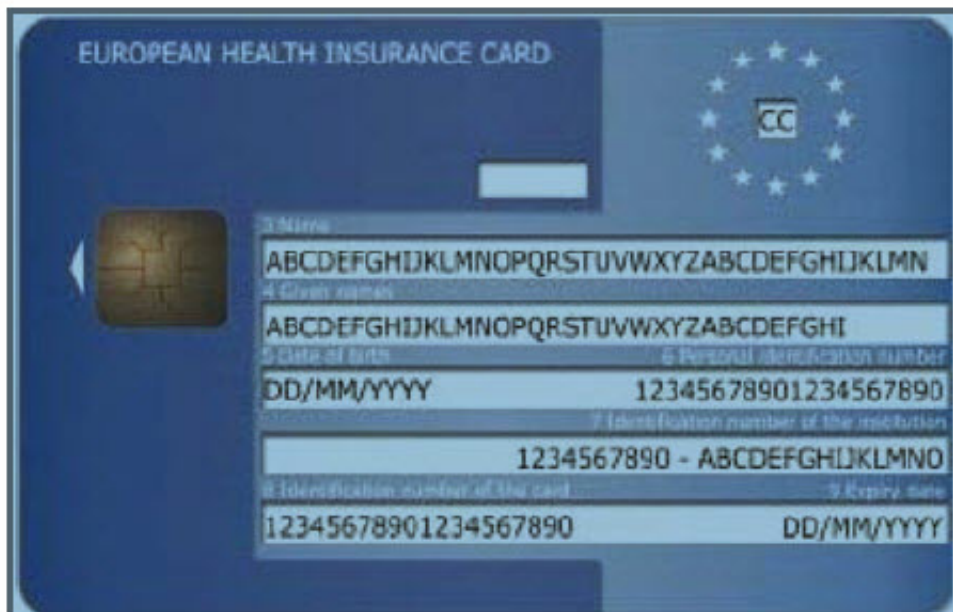 EUROPEAN HEALTH INSURANCE CARD
CC
3 Name
ABCDEFGHIJKLMNOPQRSTUVWXYZABCDEFGHIJKLMN
4 Given names
ABCDEFGHIJKLMNOPQRSTUVWXYZABCDEFGHI
5 Date of birth 6 Personal identification number
DD/MM/YYYY 12345678901234567890
7 Identification number of the institution
1234567890 - ABCDEFGHIJKLMNO
8 Identification number of the card 9 Expiry date
12345678901234567890 DD/MM/YYYY